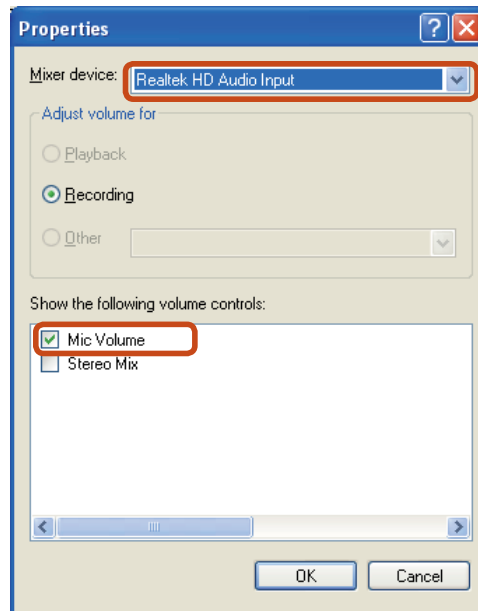 Properties
Mixer device: Realtek HD Audio Input
Adjust volume for
Playback
Recording
Other
Show the following volume controls:
Mic Volume
Stereo Mix
OK Cancel